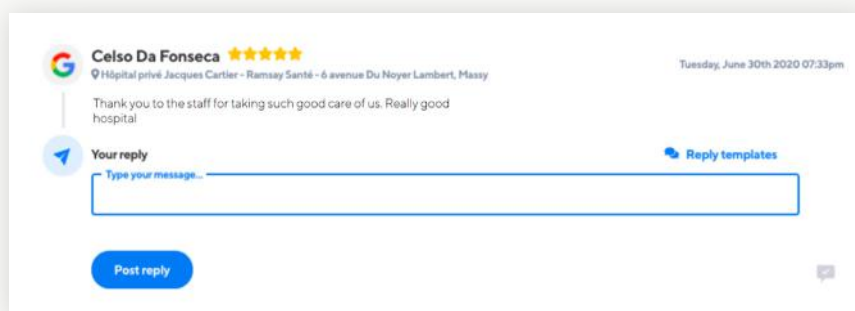 Celso Da Fonseca
Hôpital privé Jacques Cartier - Ramsay Santé - 6 avenue Du Noyer Lambert, Massy
Tuesday, June 30th 2020 07:33pm
Thank you to the staff for taking such good care of us. Really good
hospital
Your reply
Reply templates
Type your message...
Post reply